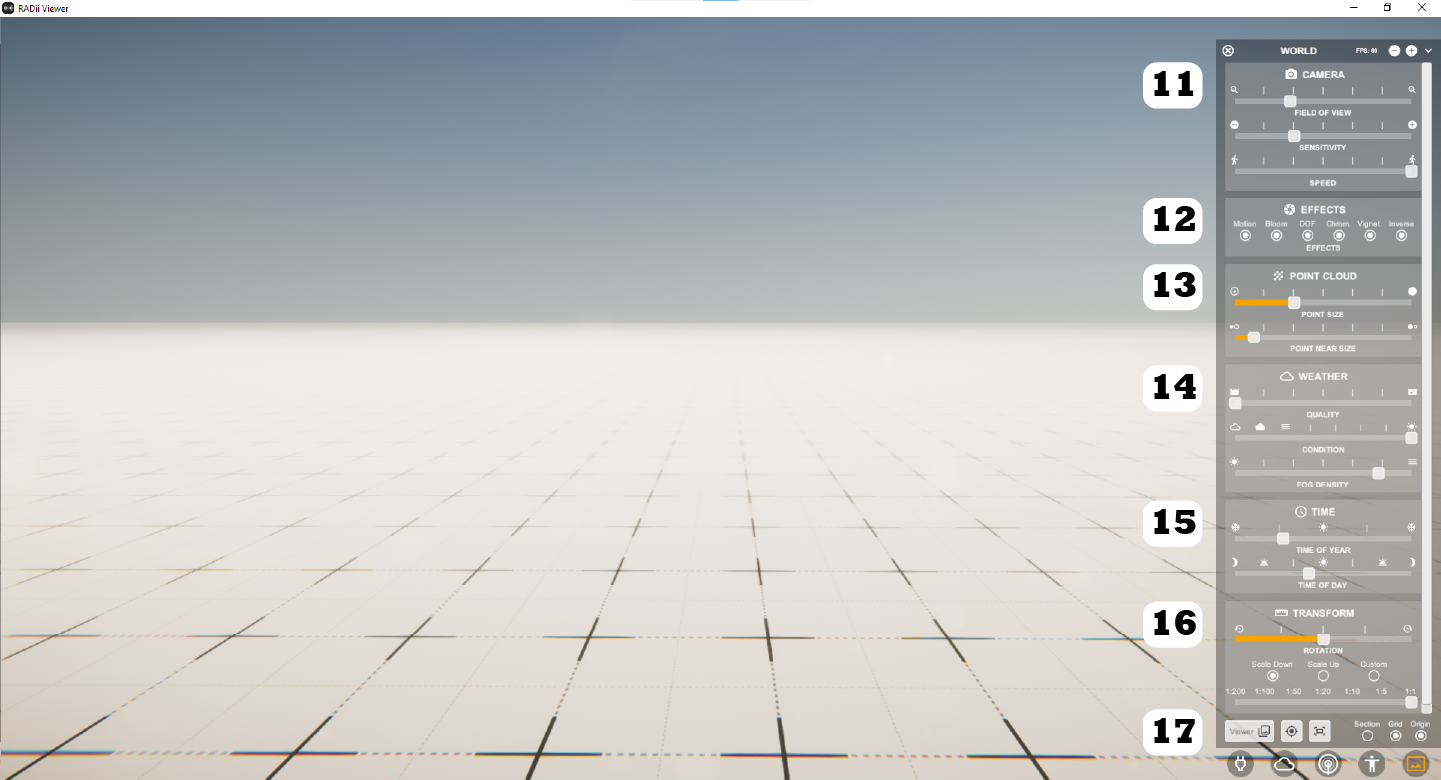 RADii Viewer
WORLD FPS: 60
11
CAMERA
FIELD OF VIEW
SENSITIVITY
SPEED
12
EFFECTS
Motion Bloom DOF Chrom. Vignet. Inverse
EFFECTS
13
POINT CLOUD
POINT SIZE
POINT NEAR SIZE
14
WEATHER
QUALITY
CONDITION
FOG DENSITY
15
TIME
TIME OF YEAR
TIME OF DAY
16
TRANSFORM
ROTATION
Scale Down Scale Up Custom
1:200 1:100 1:50 1:20 1:10 1:5 1:1
17
Viewer
Section Grid Origin